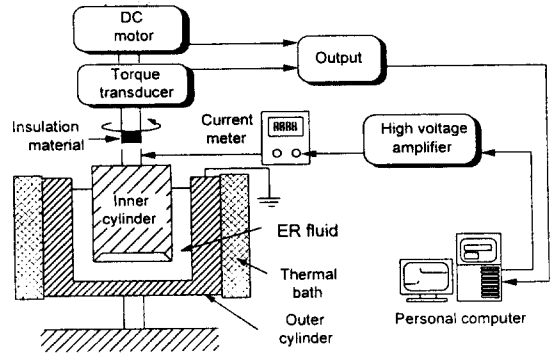 DC
motor
Torque
transducer
Output
Insulation
material
Current
meter
8888
High voltage
amplifier
Inner
cylinder
ER fluid
Thermal
bath
Outer
cylinder
Personal computer